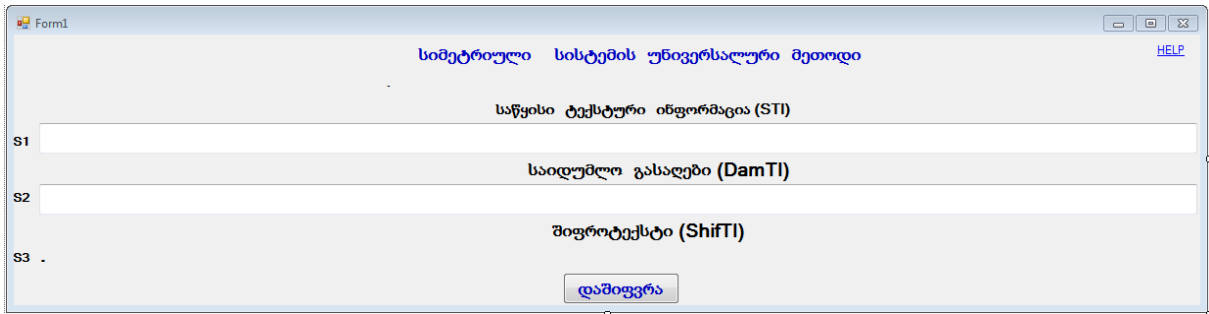 Form1
სიმეტრიული სისტემის უნივერსალური მეთოდი
HELP
.
საწყისი ტექსტური ინფორმაცია (STI)
S1
საიდუმლო გასაღები (DamTI)
S2
შიფროტექსტი (ShifTI)
S3 .
დაშიფვრა